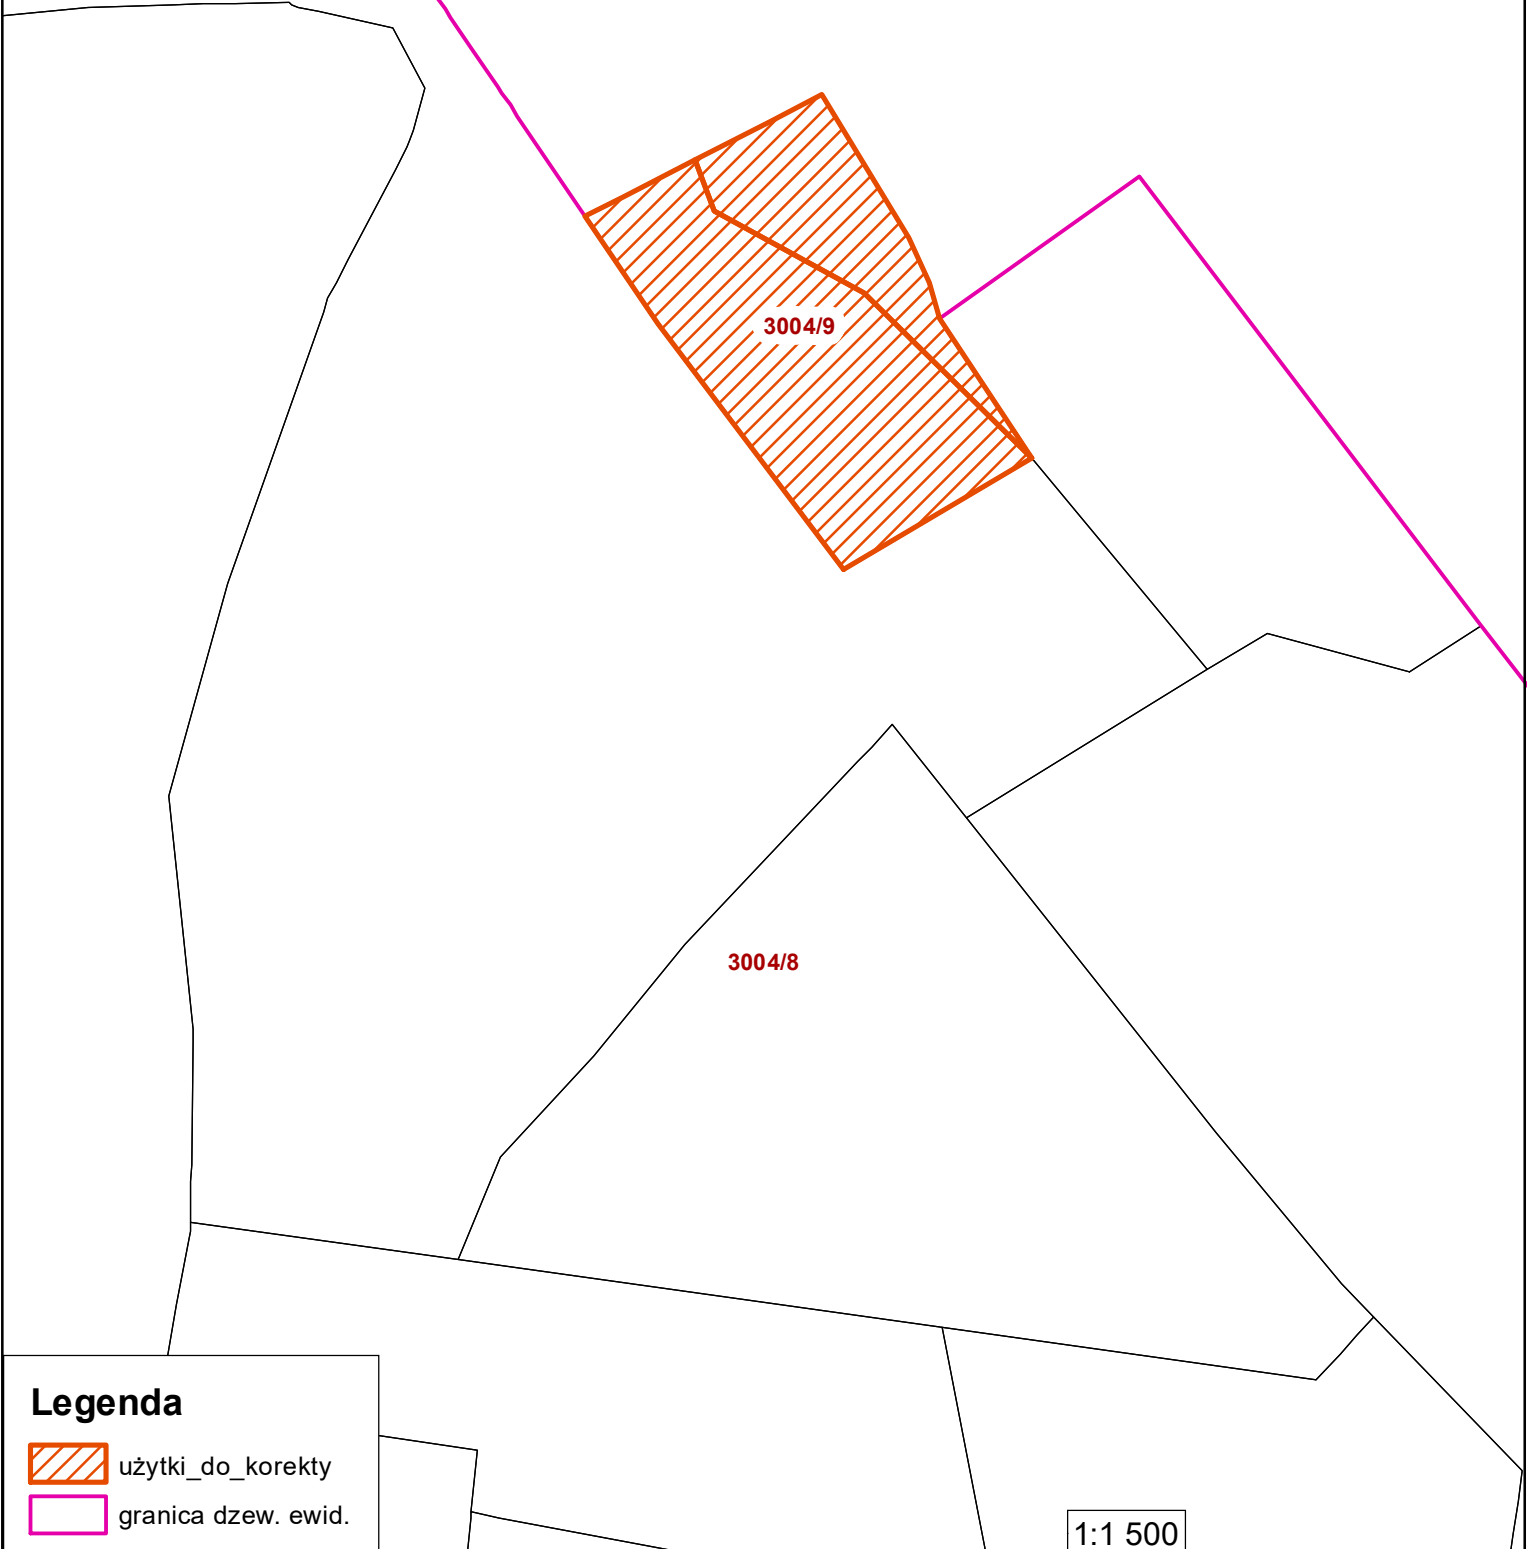 3004/9
3004/8
Legenda
użytki_do_korekty
granica dzew. ewid.
1:1 500